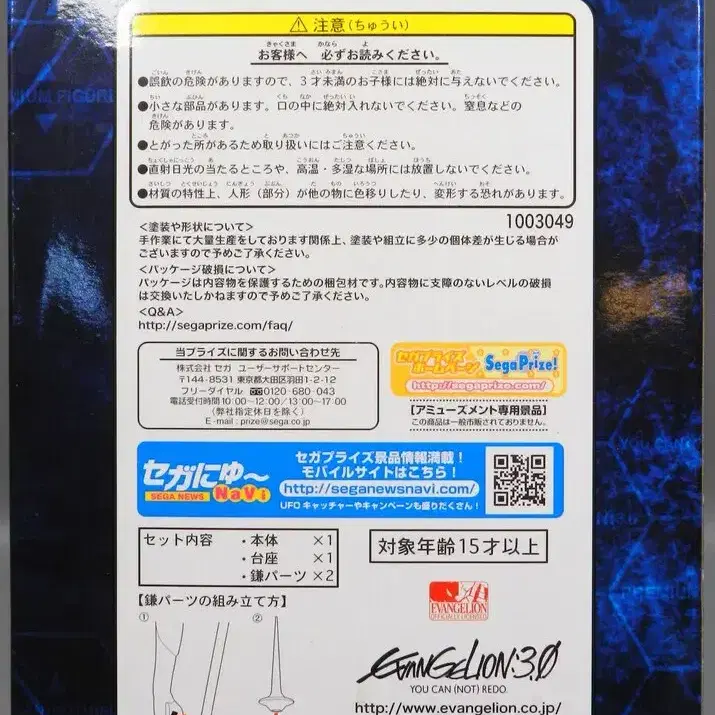 ⚠ 注意(ちゅうい)
お客様へ 必ずお読みください。
●誤飲の危険がありますので、3才未満のお子様には絶対に与えないでください。
●小さな部品があります。口の中に絶対入れないでください。窒息などの
危険があります。
●とがった所があるため取り扱いにはご注意ください。
●直射日光の当たるところや、高温・多湿な場所には放置しないでください。
●材質の特性上、人形(部分)が他の物に色移りしたり、変形する恐れがあります。
1003049
<塗装や形状について>
手作業にて大量生産をしております関係上、塗装や組立に多少の個体差が生じる場合が
ございますので予めご了承ください。
<パッケージ破損について>
パッケージは内容物を保護するための梱包材です。内容物に支障のないレベルの破損
は交換いたしかねますので予めご了承ください。
<Q&A>
http://segaprize.com/faq/
当プライズに関するお問い合わせ先
株式会社 セガ ユーザーサポートセンター
〒144-8531 東京都大田区羽田1-2-12
フリーダイヤル 0120-680-043
電話受付時間 10:00~12:00/13:00~17:00
(弊社指定休日を除く)
E-mail : prize@sega.co.jp
セガプライズ
ホームページ
SegaPrize!
http://segaprize.com/
【アミューズメント専用景品】
この商品は一般市販されておりません。
セガにゅ~
SEGA NEWS
NaVi
セガプライズ景品情報満載!
モバイルサイトはこちら!
http://seganewsnavi.com/
UFOキャッチャーやキャンペーンも盛りだくさん!
セット内容 ・本体 ×1
・台座 ×1
・鎌パーツ ×2
対象年齢15才以上
【鎌パーツの組み立て方】
① ②
EVANGELION
OFFICIALLY LICENSED
EVANGELION:3.0
YOU CAN (NOT) REDO.
http://www.evangelion.co.jp/